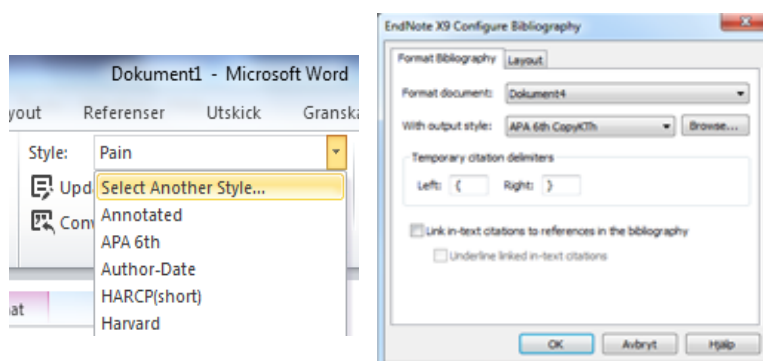 Dokument1 - Microsoft Word
yout Referenser Utskick Granska
Style: Pain
Upd Select Another Style...
Conv Annotated
APA 6th
Author-Date
HARCP(short)
Harvard
at
EndNote X9 Configure Bibliography
Format Bibliography Layout
Format document: Dokument4
With output style: APA 6th CopyKTh Browse...
Temporary citation delimiters
Left: { Right: }
Link in-text citations to references in the bibliography
Underline linked in-text citations
OK Avbryt Hjälp